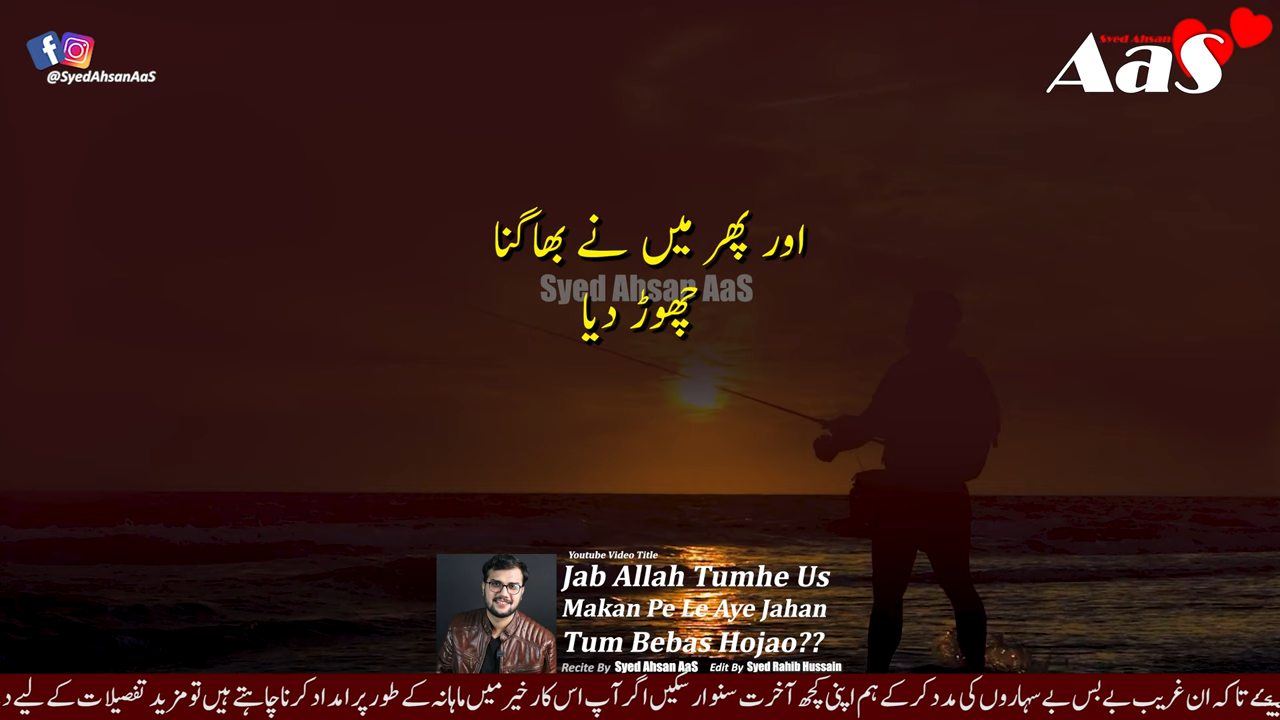 @SyedAhsanAaS
Syed Ahsan
AaS
اور پھر میں نے بھاگنا
Syed Ahsan AaS
چھوڑ دیا
Youtube Video Title
Jab Allah Tumhe Us
Makan Pe Le Aye Jahan
Tum Bebas Hojao??
Recite By Syed Ahsan AaS Edit By Syed Rahib Hussain
تاکہ ان غریب بے بس بے سہاروں کی مدد کر کے ہم اپنی کچھ آخرت سنوار سکیں اگر آپ اس کار خیر میں ماہانہ کے طور پر امداد کرنا چاہتے ہیں تو مزید تفصیلات کے لیے